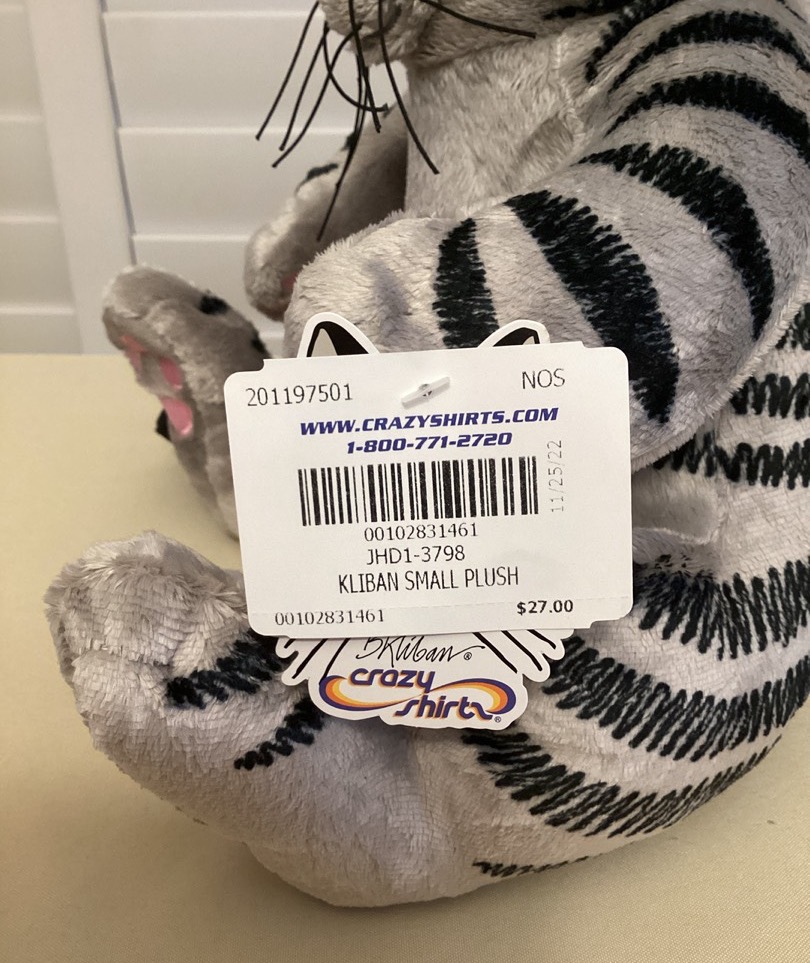 201197501 NOS
WWW.CRAZYSHIRTS.COM
1-800-771-2720
11/25/22
00102831461
JHD1-3798
KLIBAN SMALL PLUSH
00102831461 $27.00
BKliban®
crazy
shirts®